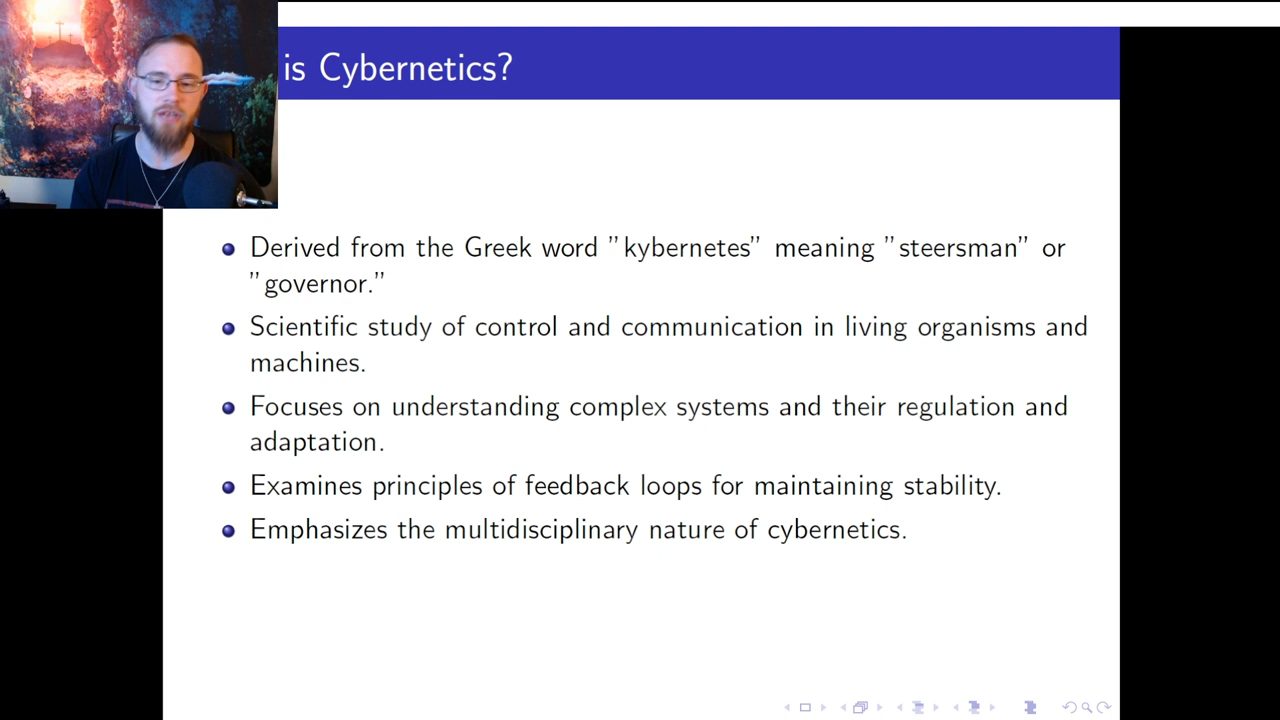 is Cybernetics?
Derived from the Greek word "kybernetes" meaning "steersman" or
"governor."
Scientific study of control and communication in living organisms and
machines.
Focuses on understanding complex systems and their regulation and
adaptation.
Examines principles of feedback loops for maintaining stability.
Emphasizes the multidisciplinary nature of cybernetics.